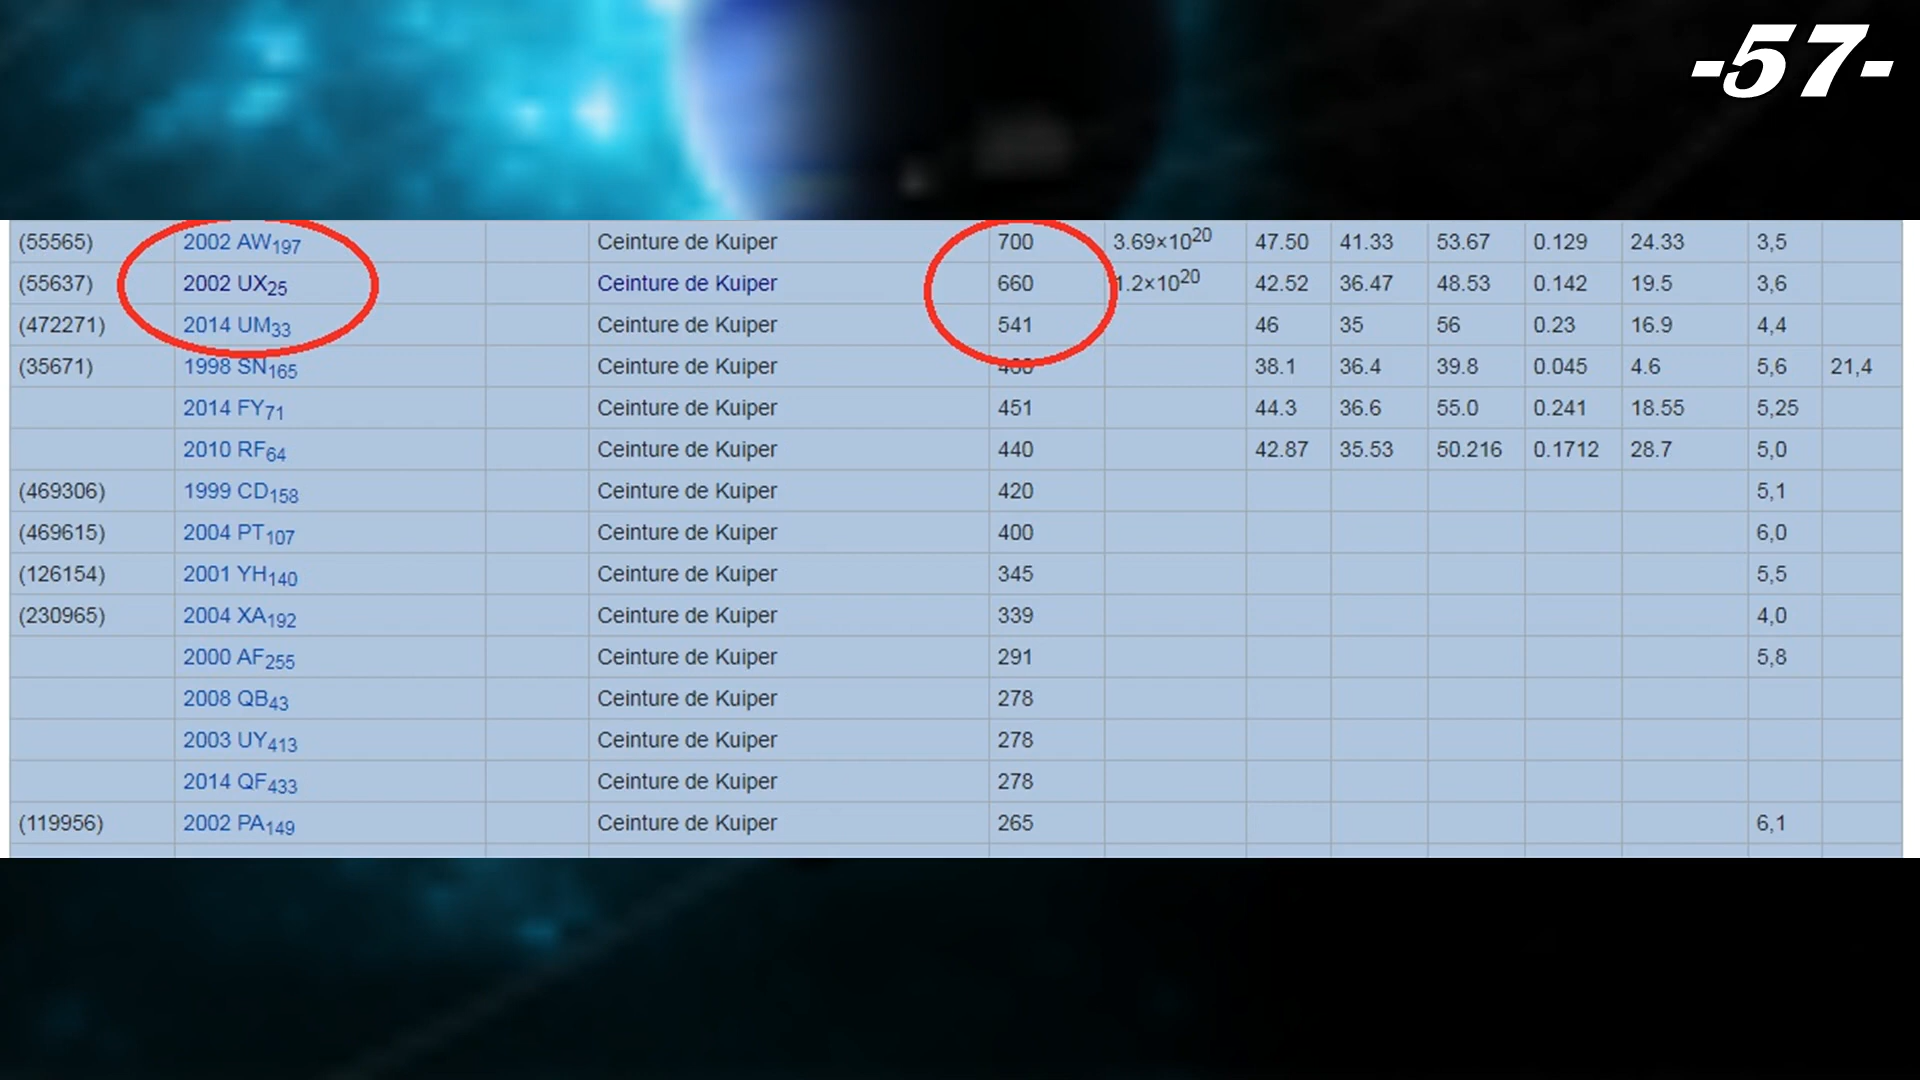 -57-
(55565) 2002 AW197 Ceinture de Kuiper 700 3.69×1020 47.50 41.33 53.67 0.129 24.33 3,5
(55637) 2002 UX25 Ceinture de Kuiper 660 1.2×1020 42.52 36.47 48.53 0.142 19.5 3,6
(472271) 2014 UM33 Ceinture de Kuiper 541 46 35 56 0.23 16.9 4,4
(35671) 1998 SN165 Ceinture de Kuiper 38.1 36.4 39.8 0.045 4.6 5,6 21,4
2014 FY71 Ceinture de Kuiper 451 44.3 36.6 55.0 0.241 18.55 5,25
2010 RF64 Ceinture de Kuiper 440 42.87 35.53 50.216 0.1712 28.7 5,0
(469306) 1999 CD158 Ceinture de Kuiper 420 5,1
(469615) 2004 PT107 Ceinture de Kuiper 400 6,0
(126154) 2001 YH140 Ceinture de Kuiper 345 5,5
(230965) 2004 XA192 Ceinture de Kuiper 339 4,0
2000 AF255 Ceinture de Kuiper 291 5,8
2008 QB43 Ceinture de Kuiper 278
2003 UY413 Ceinture de Kuiper 278
2014 QF433 Ceinture de Kuiper 278
(119956) 2002 PA149 Ceinture de Kuiper 265 6,1